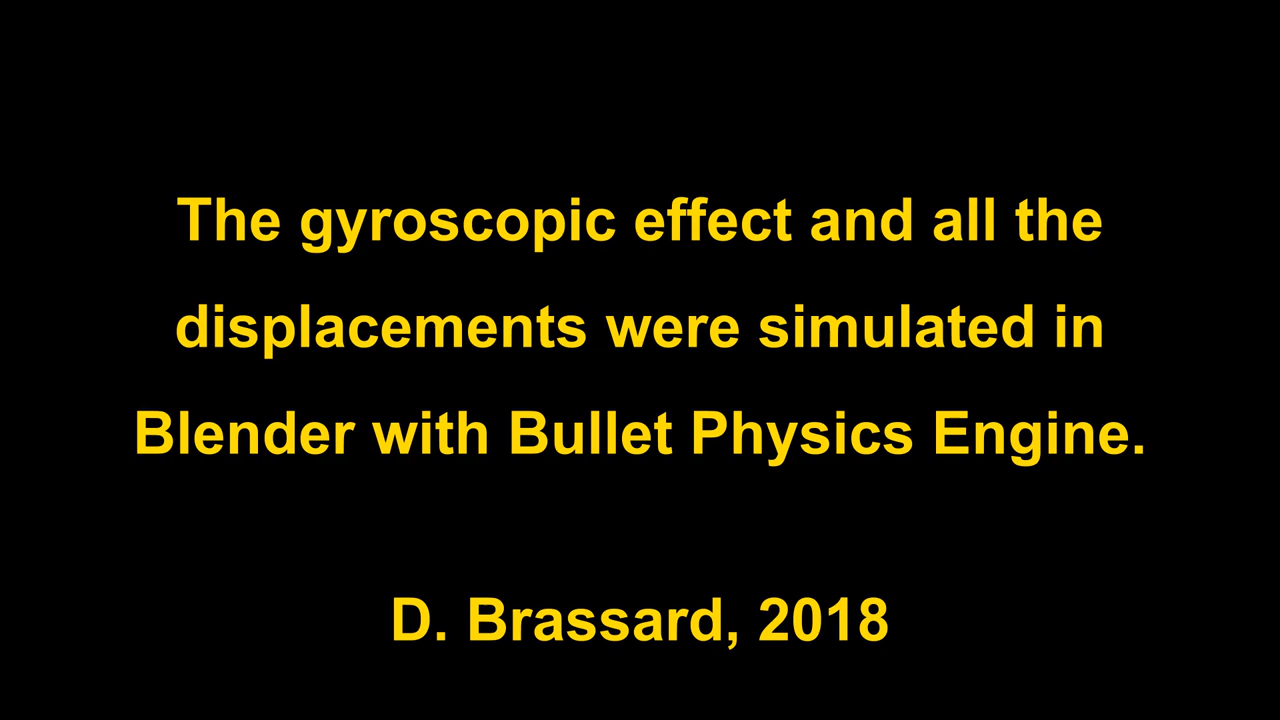 The gyroscopic effect and all the
displacements were simulated in
Blender with Bullet Physics Engine.
D. Brassard, 2018